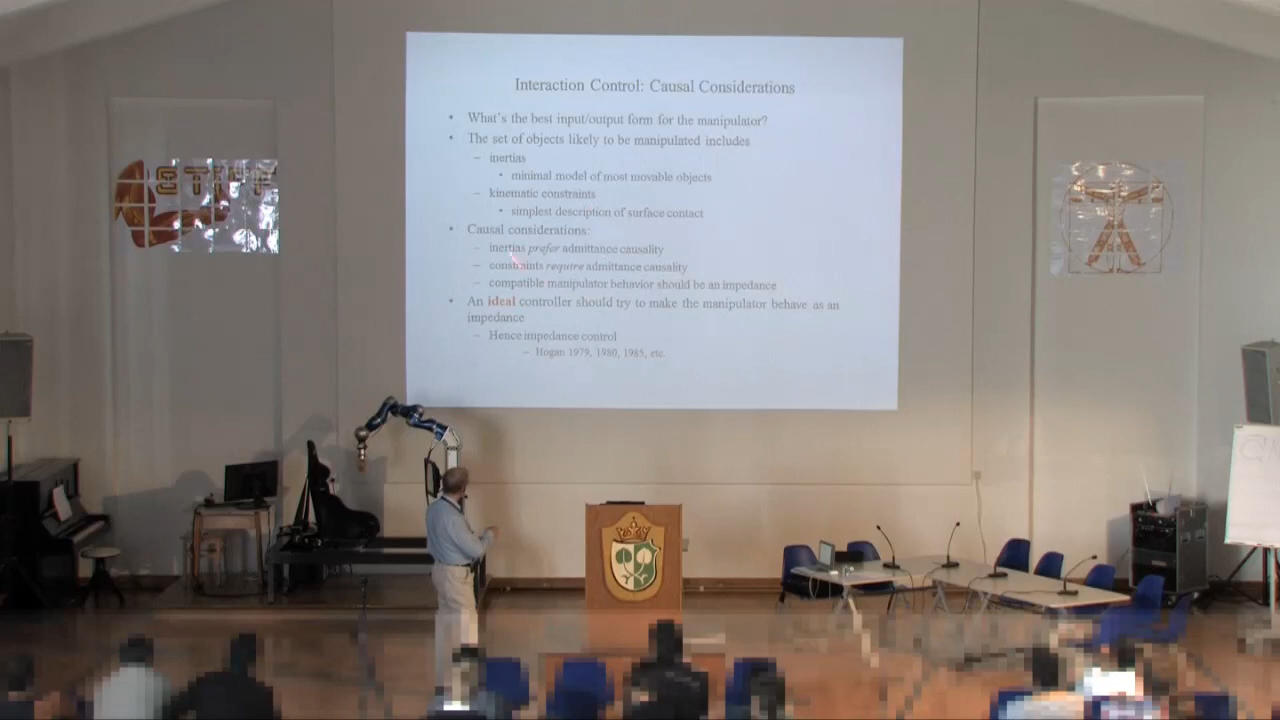 Interaction Control: Causal Considerations
• What's the best input/output form for the manipulator?
• The set of objects likely to be manipulated includes
– inertias
• minimal model of most movable objects
– kinematic constraints
• simplest description of surface contact
• Causal considerations:
– inertias prefer admittance causality
– constraints require admittance causality
– compatible manipulator behavior should be an impedance
• An ideal controller should try to make the manipulator behave as an
impedance
– Hence impedance control
– Hogan 1979, 1980, 1985, etc.
STIFF